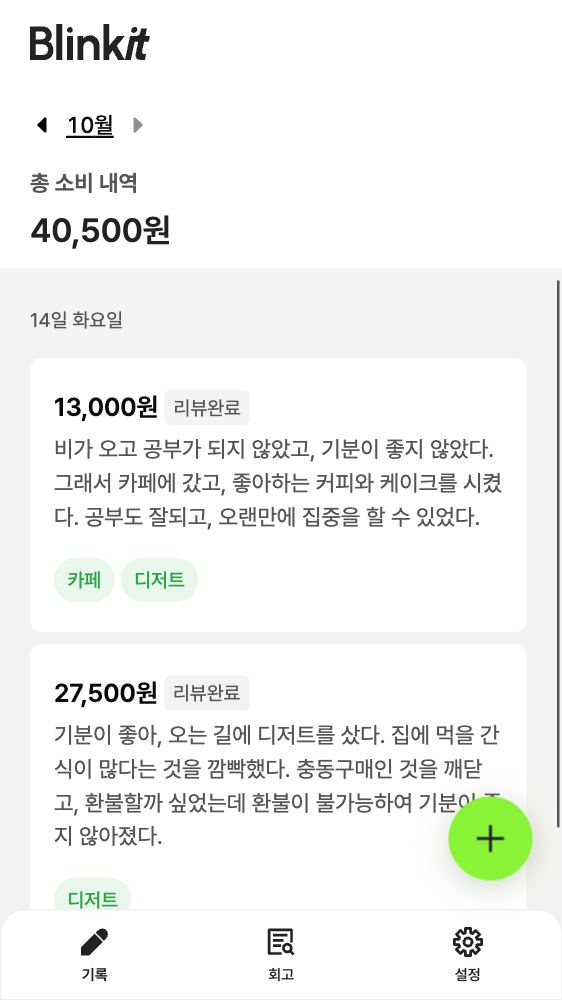 Blinkit
10월
총 소비 내역
40,500원
14일 화요일
13,000원 리뷰완료
비가 오고 공부가 되지 않았고, 기분이 좋지 않았다.
그래서 카페에 갔고, 좋아하는 커피와 케이크를 시켰
다. 공부도 잘되고, 오랜만에 집중을 할 수 있었다.
카페 디저트
27,500원 리뷰완료
기분이 좋아, 오는 길에 디저트를 샀다. 집에 먹을 간
식이 많다는 것을 깜빡했다. 충동구매인 것을 깨닫
고, 환불할까 싶었는데 환불이 불가능하여 기분이
지 않아졌다.
디저트
기록 회고 설정